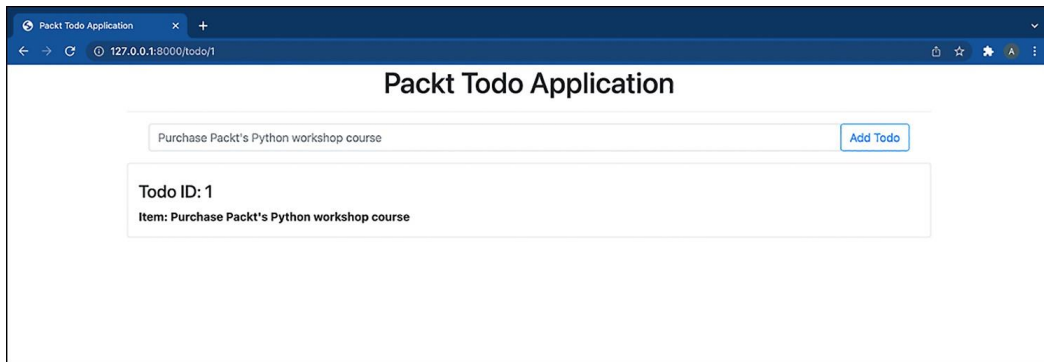 Packt Todo Application
127.0.0.1:8000/todo/1
A
Packt Todo Application
Purchase Packt's Python workshop course
Add Todo
Todo ID: 1
Item: Purchase Packt's Python workshop course